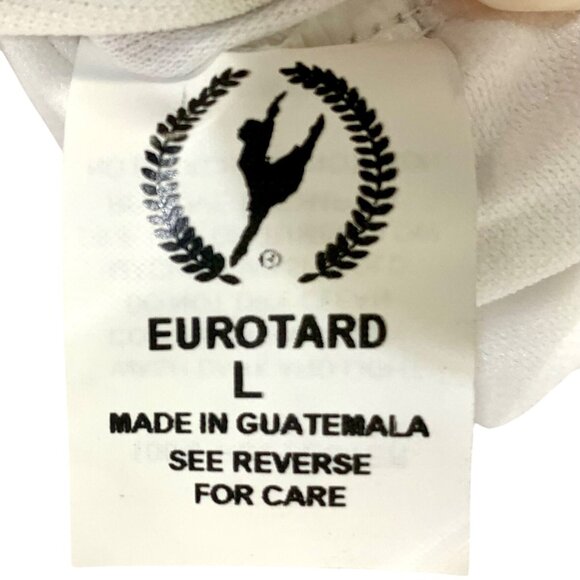 ®
EUROTARD
L
MADE IN GUATEMALA
SEE REVERSE
FOR CARE